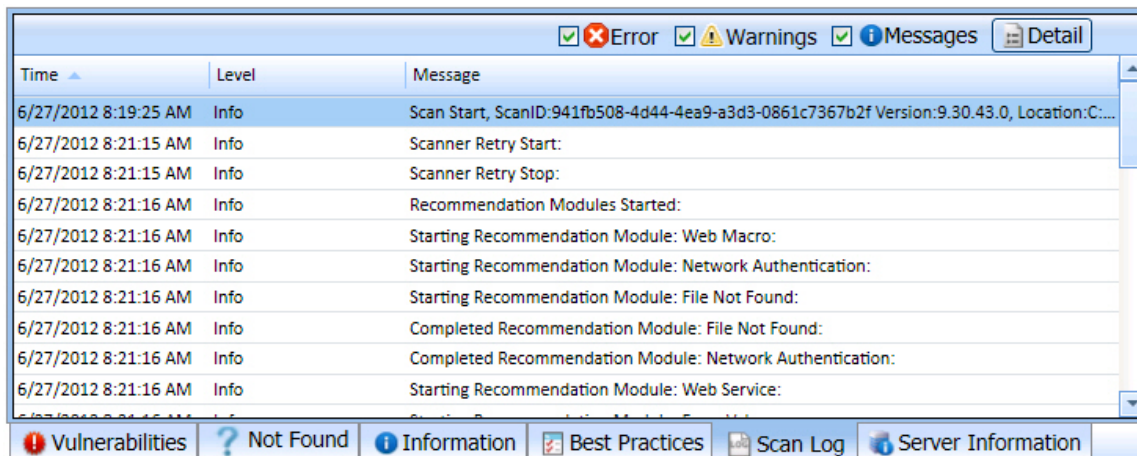 Error Warnings Messages Detail
Time Level Message
6/27/2012 8:19:25 AM Info Scan Start, ScanID:941fb508-4d44-4ea9-a3d3-0861c7367b2f Version:9.30.43.0, Location:C:...
6/27/2012 8:21:15 AM Info Scanner Retry Start:
6/27/2012 8:21:15 AM Info Scanner Retry Stop:
6/27/2012 8:21:16 AM Info Recommendation Modules Started:
6/27/2012 8:21:16 AM Info Starting Recommendation Module: Web Macro:
6/27/2012 8:21:16 AM Info Starting Recommendation Module: Network Authentication:
6/27/2012 8:21:16 AM Info Starting Recommendation Module: File Not Found:
6/27/2012 8:21:16 AM Info Completed Recommendation Module: File Not Found:
6/27/2012 8:21:16 AM Info Completed Recommendation Module: Network Authentication:
6/27/2012 8:21:16 AM Info Starting Recommendation Module: Web Service:
Vulnerabilities Not Found Information Best Practices Scan Log Server Information